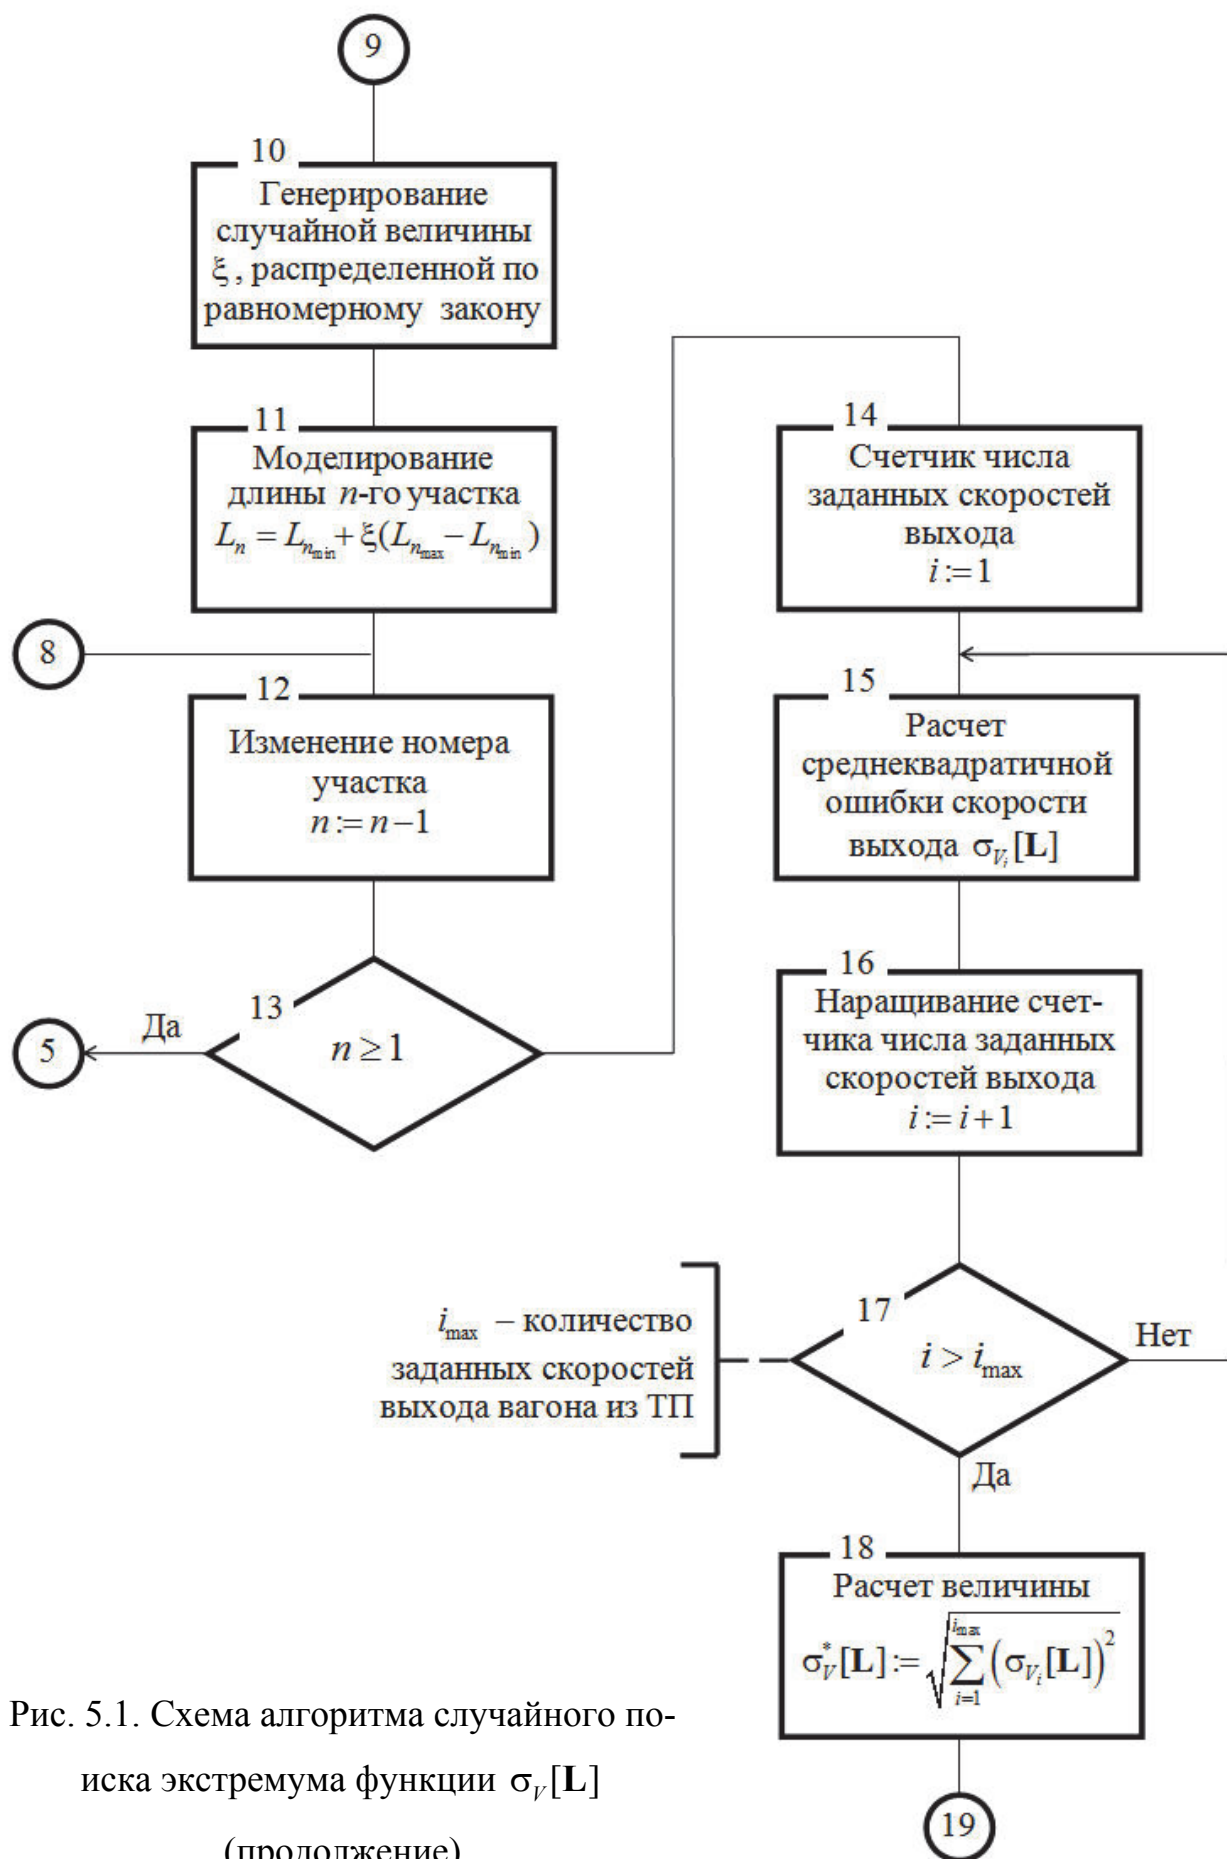 9
10
Генерирование
случайной величины
ξ , распределенной по
равномерному закону
11
Моделирование
длины n-го участка
L_n = L_{n_min} + ξ(L_{n_max} − L_{n_min})
8
12
Изменение номера
участка
n := n−1
13
n ≥ 1
Да
5
14
Счетчик числа
заданных скоростей
выхода
i := 1
15
Расчет
среднеквадратичной
ошибки скорости
выхода σ_{V_i}[L]
16
Наращивание счет-
чика числа заданных
скоростей выхода
i := i+1
17
i > i_max
Нет
Да
i_max – количество
заданных скоростей
выхода вагона из ТП
18
Расчет величины
σ*_V[L] := √(∑_{i=1}^{i_max} (σ_{V_i}[L])²)
19
Рис. 5.1. Схема алгоритма случайного по-
иска экстремума функции σ_V[L]
(продолжение)